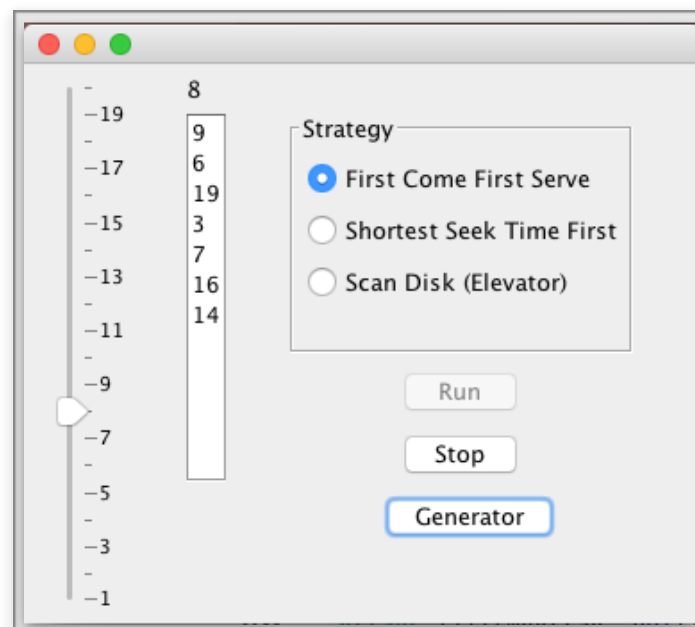 8
19
17
15
13
11
9
7
5
3
1
9
6
19
3
7
16
14
Strategy
First Come First Serve
Shortest Seek Time First
Scan Disk (Elevator)
Run
Stop
Generator